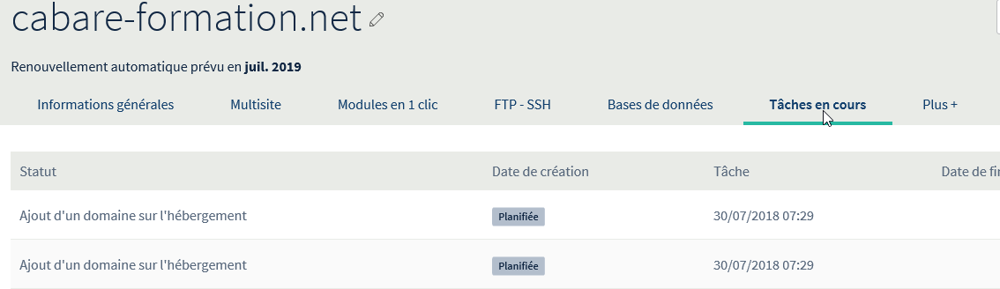 cabare-formation.net
Renouvellement automatique prévu en juil. 2019
Informations générales Multisite Modules en 1 clic FTP - SSH Bases de données Tâches en cours Plus +
Statut Date de création Tâche Date de
Ajout d'un domaine sur l'hébergement Planifiée 30/07/2018 07:29
Ajout d'un domaine sur l'hébergement Planifiée 30/07/2018 07:29